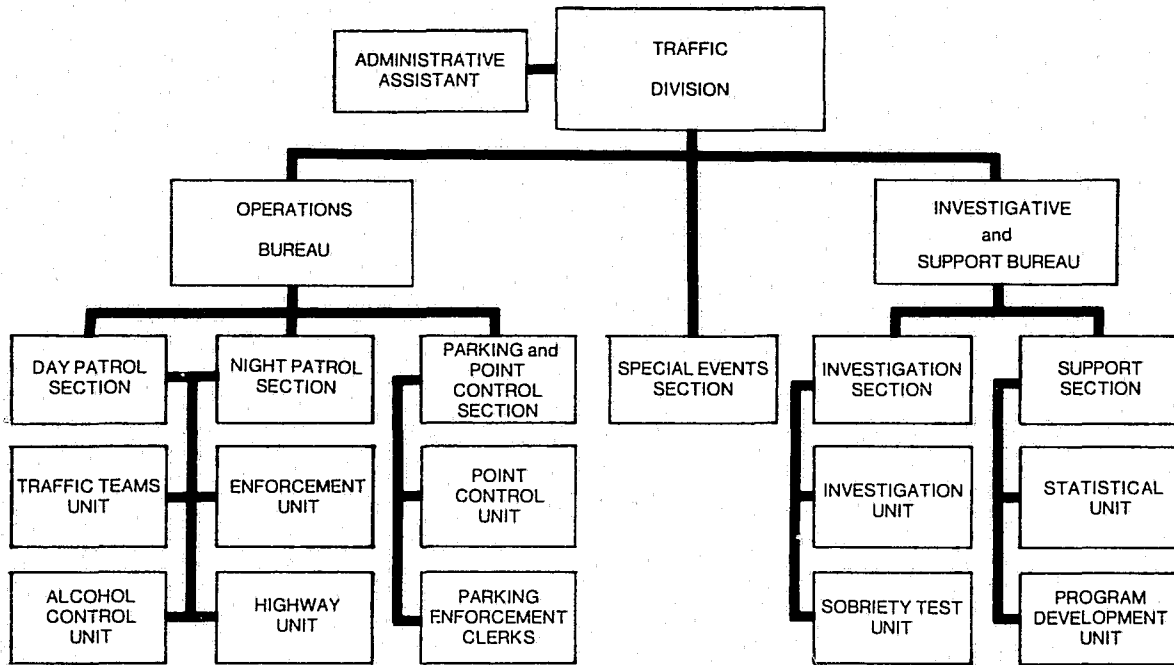 ADMINISTRATIVE
ASSISTANT
TRAFFIC
DIVISION
OPERATIONS
BUREAU
INVESTIGATIVE
and
SUPPORT BUREAU
DAY PATROL
SECTION
NIGHT PATROL
SECTION
PARKING and
POINT
CONTROL
SECTION
SPECIAL EVENTS
SECTION
INVESTIGATION
SECTION
SUPPORT
SECTION
TRAFFIC TEAMS
UNIT
ENFORCEMENT
UNIT
POINT
CONTROL
UNIT
INVESTIGATION
UNIT
STATISTICAL
UNIT
ALCOHOL
CONTROL
UNIT
HIGHWAY
UNIT
PARKING
ENFORCEMENT
CLERKS
SOBRIETY TEST
UNIT
PROGRAM
DEVELOPMENT
UNIT